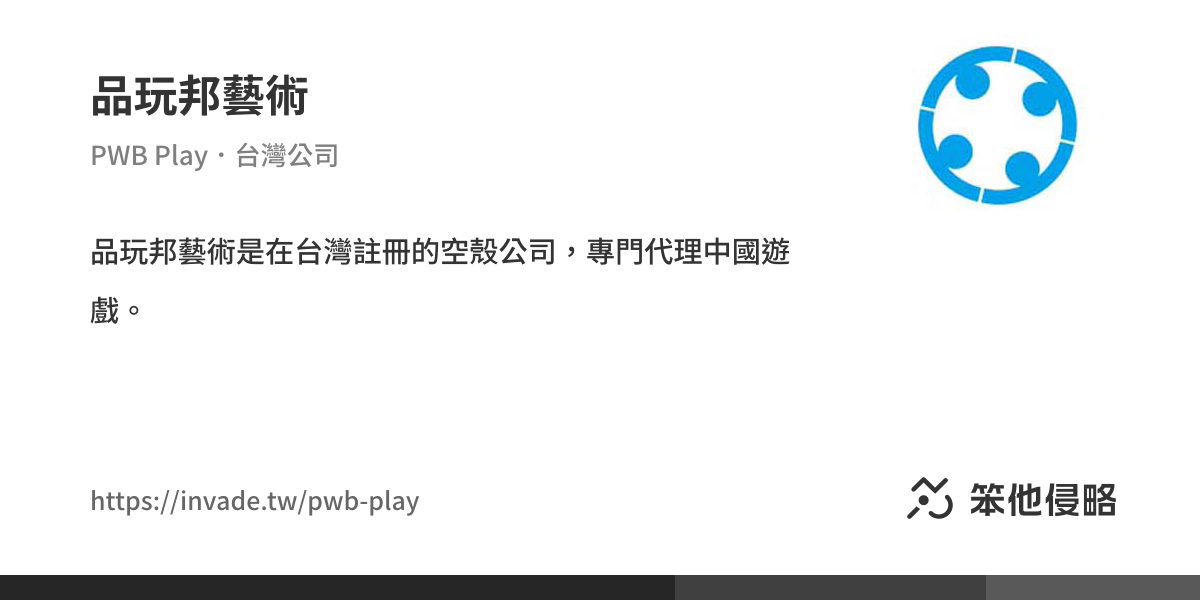 品玩邦藝術
PWB Play・台灣公司
品玩邦藝術是在台灣註冊的空殼公司，專門代理中國遊
戲。
https://invade.tw/pwb-play
笨他侵略